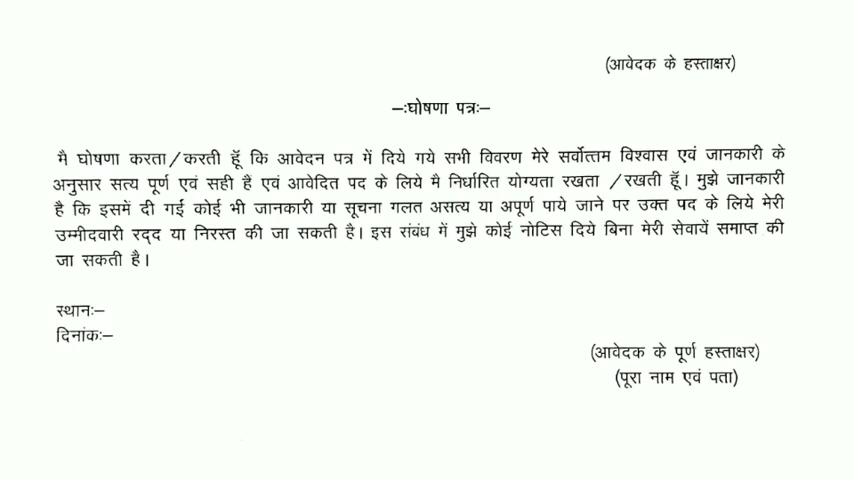 (आवेदक के हस्ताक्षर)
–:घोषणा पत्र:–
मै घोषणा करता/करती हूॅ कि आवेदन पत्र में दिये गये सभी विवरण मेरे सर्वोत्तम विश्वास एवं जानकारी के
अनुसार सत्य पूर्ण एवं सही है एवं आवेदित पद के लिये मै निर्धारित योग्यता रखता /रखती हूॅ। मुझे जानकारी
है कि इसमें दी गई कोई भी जानकारी या सूचना गलत असत्य या अपूर्ण पाये जाने पर उक्त पद के लिये मेरी
उम्मीदवारी रद्द या निरस्त की जा सकती है। इस संबंध में मुझे कोई नोटिस दिये बिना मेरी सेवायें समाप्त की
जा सकती है।
स्थान:–
दिनांक:–
(आवेदक के पूर्ण हस्ताक्षर)
(पूरा नाम एवं पता)